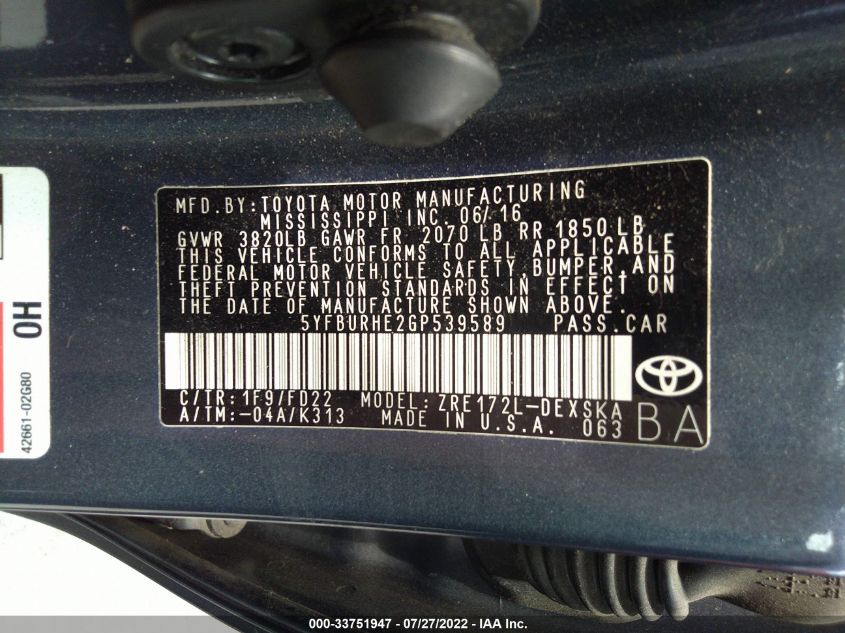 MFD.BY:TOYOTA MOTOR MANUFACTURING
MISSISSIPPI INC. 06/16
GVWR 3820LB GAWR FR 2070 LB RR 1850 LB
THIS VEHICLE CONFORMS TO ALL APPLICABLE
FEDERAL MOTOR VEHICLE SAFETY, BUMPER, AND
THEFT PREVENTION STANDARDS IN EFFECT ON
THE DATE OF MANUFACTURE SHOWN ABOVE.
5YFBURHE2GP539589 PASS.CAR
C/TR:1F9/FD22 MODEL:ZRE172L-DEXSKA
A/TM:-04A/K313 MADE IN U.S.A. 063
BA
0H
42661-02G80
000-33751947 / 07/27/2022 - IAA Inc.